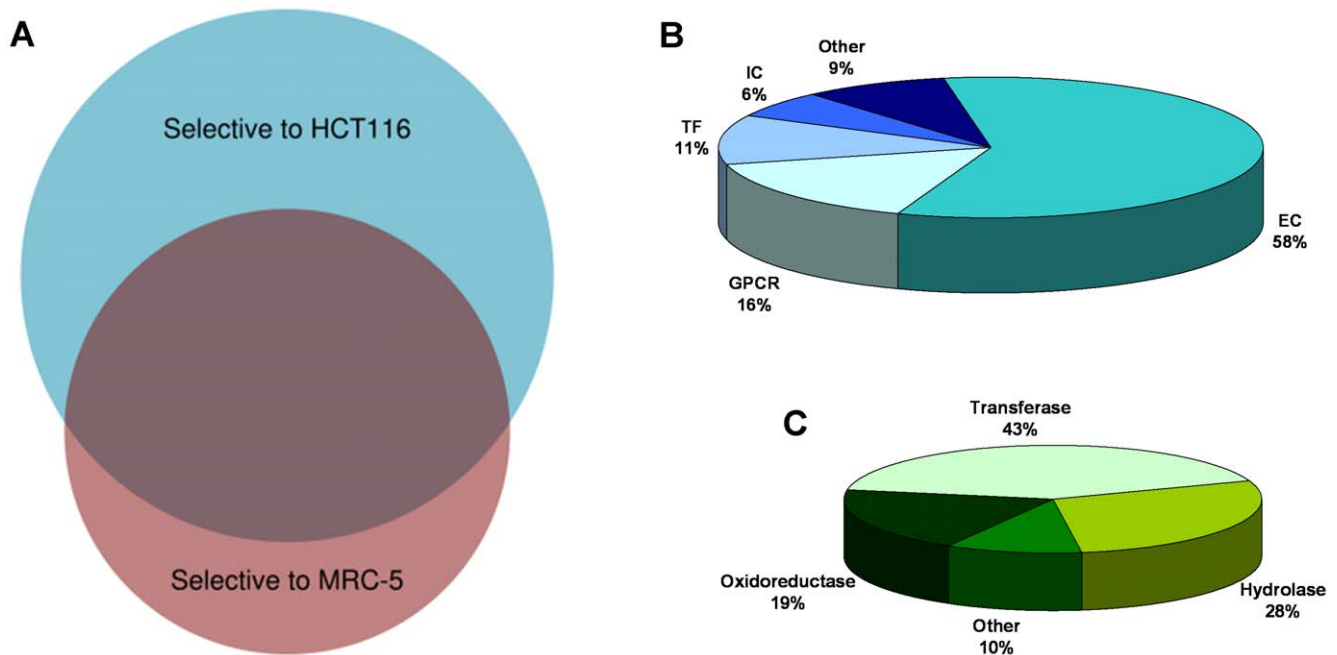 A
Selective to HCT116
Selective to MRC-5
B
Other
9%
IC
6%
TF
11%
GPCR
16%
EC
58%
C
Transferase
43%
Oxidoreductase
19%
Other
10%
Hydrolase
28%